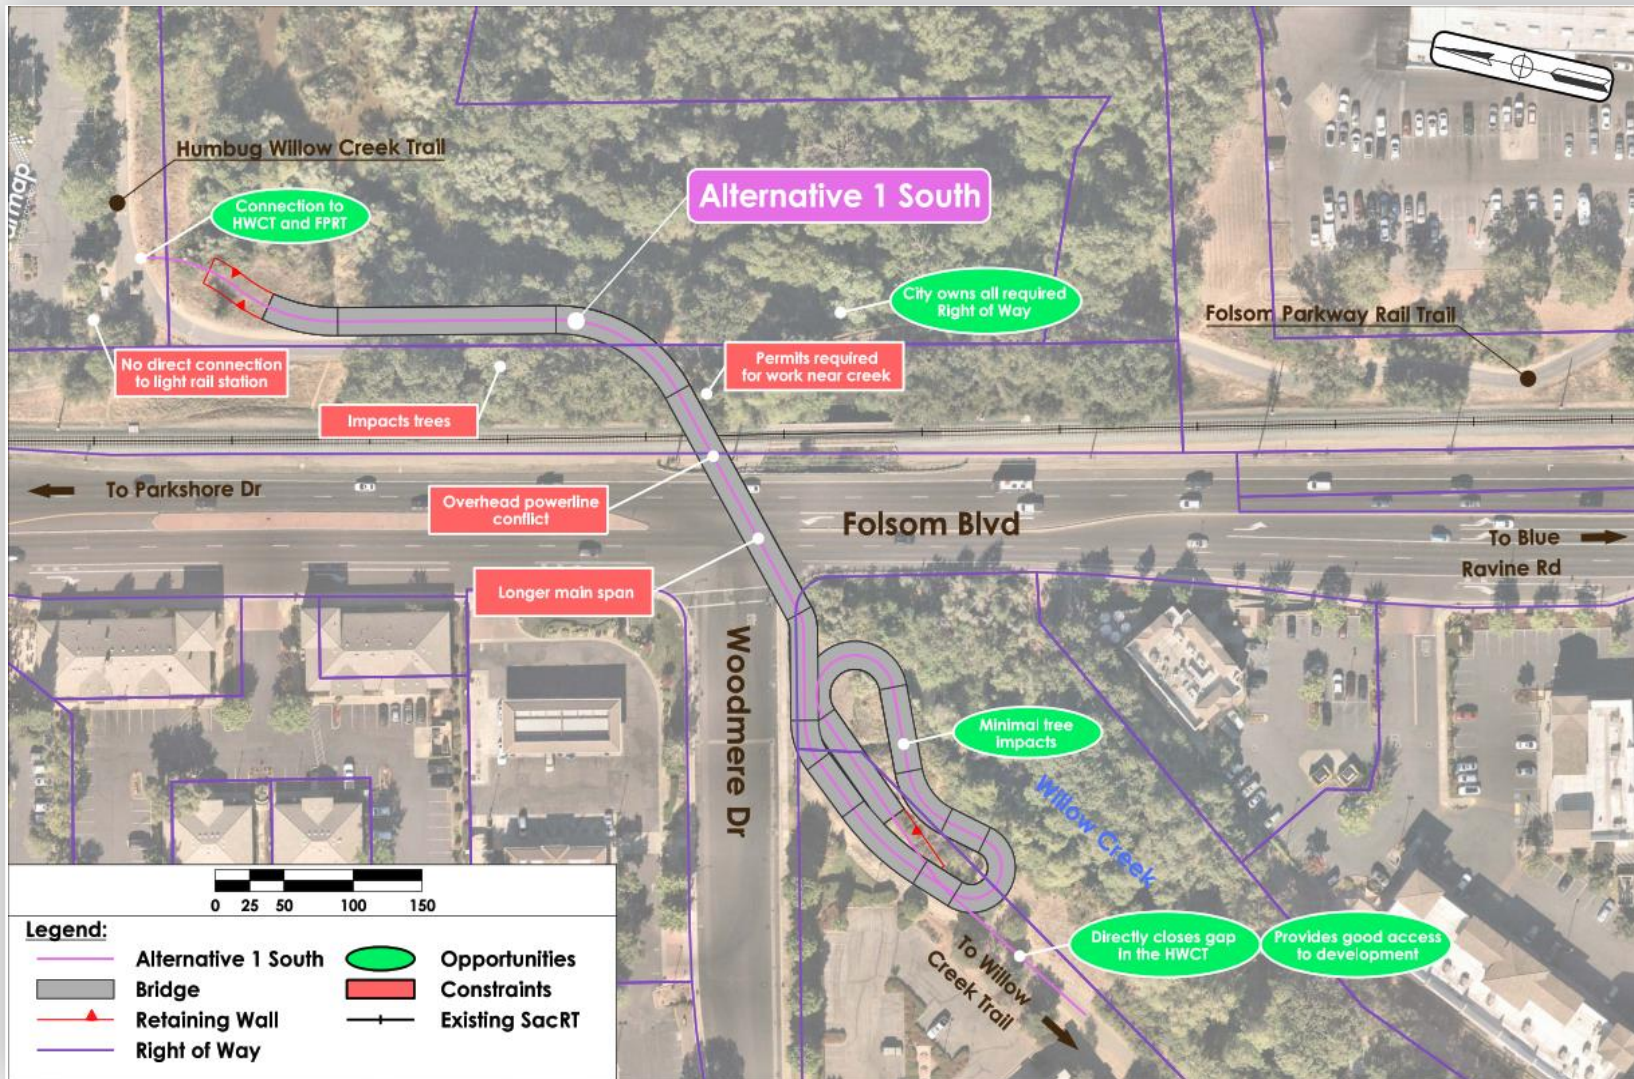 Humbug Willow Creek Trail
Connection to
HWCT and FPRT
Alternative 1 South
City owns all required
Right of Way
Folsom Parkway Rail Trail
No direct connection
to light rail station
Permits required
for work near creek
Impacts trees
To Parkshore Dr
Overhead powerline
conflict
Folsom Blvd
To Blue
Ravine Rd
Longer main span
Woodmere Dr
Minimal tree
impacts
Willow Creek
Directly closes gap
in the HWCT
Provides good access
to development
To Willow
Creek Trail
0 25 50 100 150
Legend:
Alternative 1 South
Bridge
Retaining Wall
Right of Way
Opportunities
Constraints
Existing SacRT